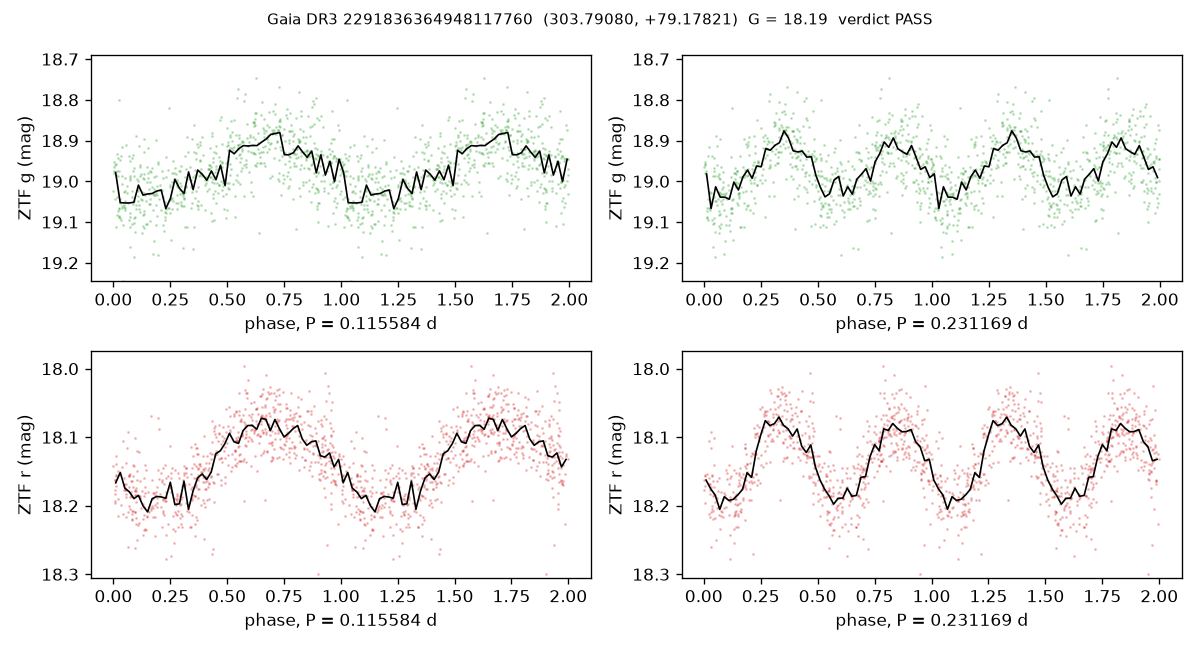 Gaia DR3 2291836364948117760 (303.79080, +79.17821) G = 18.19 verdict PASS
ZTF g (mag)
18.7
18.8
18.9
19.0
19.1
19.2
0.00 0.25 0.50 0.75 1.00 1.25 1.50 1.75 2.00
phase, P = 0.115584 d
ZTF g (mag)
18.7
18.8
18.9
19.0
19.1
19.2
0.00 0.25 0.50 0.75 1.00 1.25 1.50 1.75 2.00
phase, P = 0.231169 d
ZTF r (mag)
18.0
18.1
18.2
18.3
0.00 0.25 0.50 0.75 1.00 1.25 1.50 1.75 2.00
phase, P = 0.115584 d
ZTF r (mag)
18.0
18.1
18.2
18.3
0.00 0.25 0.50 0.75 1.00 1.25 1.50 1.75 2.00
phase, P = 0.231169 d